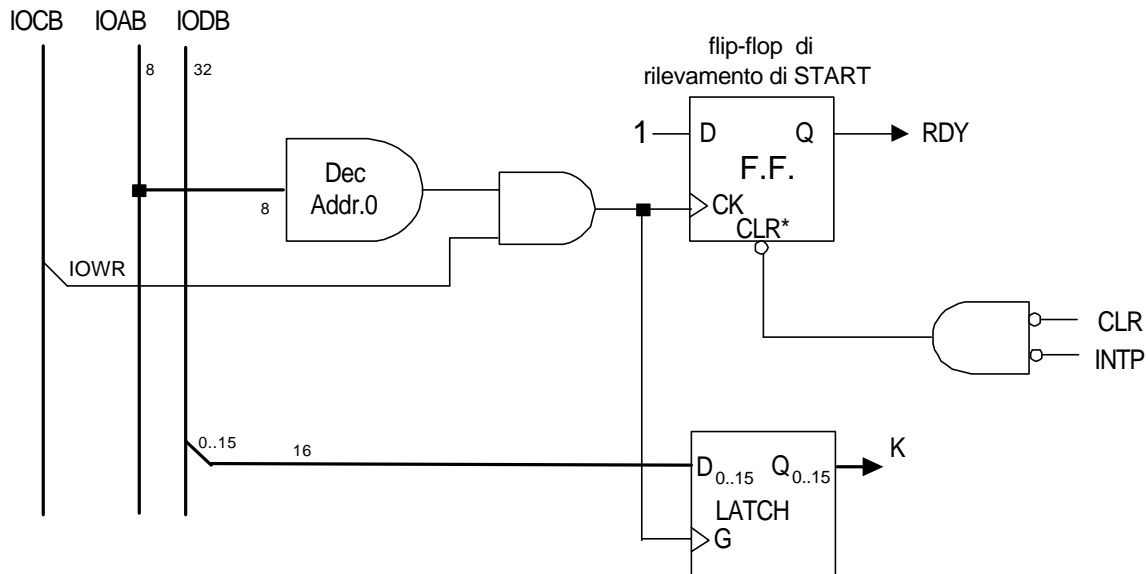 IOCB IOAB IODB
8 32
flip-flop di
rilevamento di START
1 D Q RDY
F.F.
CK
CLR*
Dec
Addr.0
8
IOWR
CLR
INTP
0..15 16
D0..15 Q0..15 K
LATCH
G